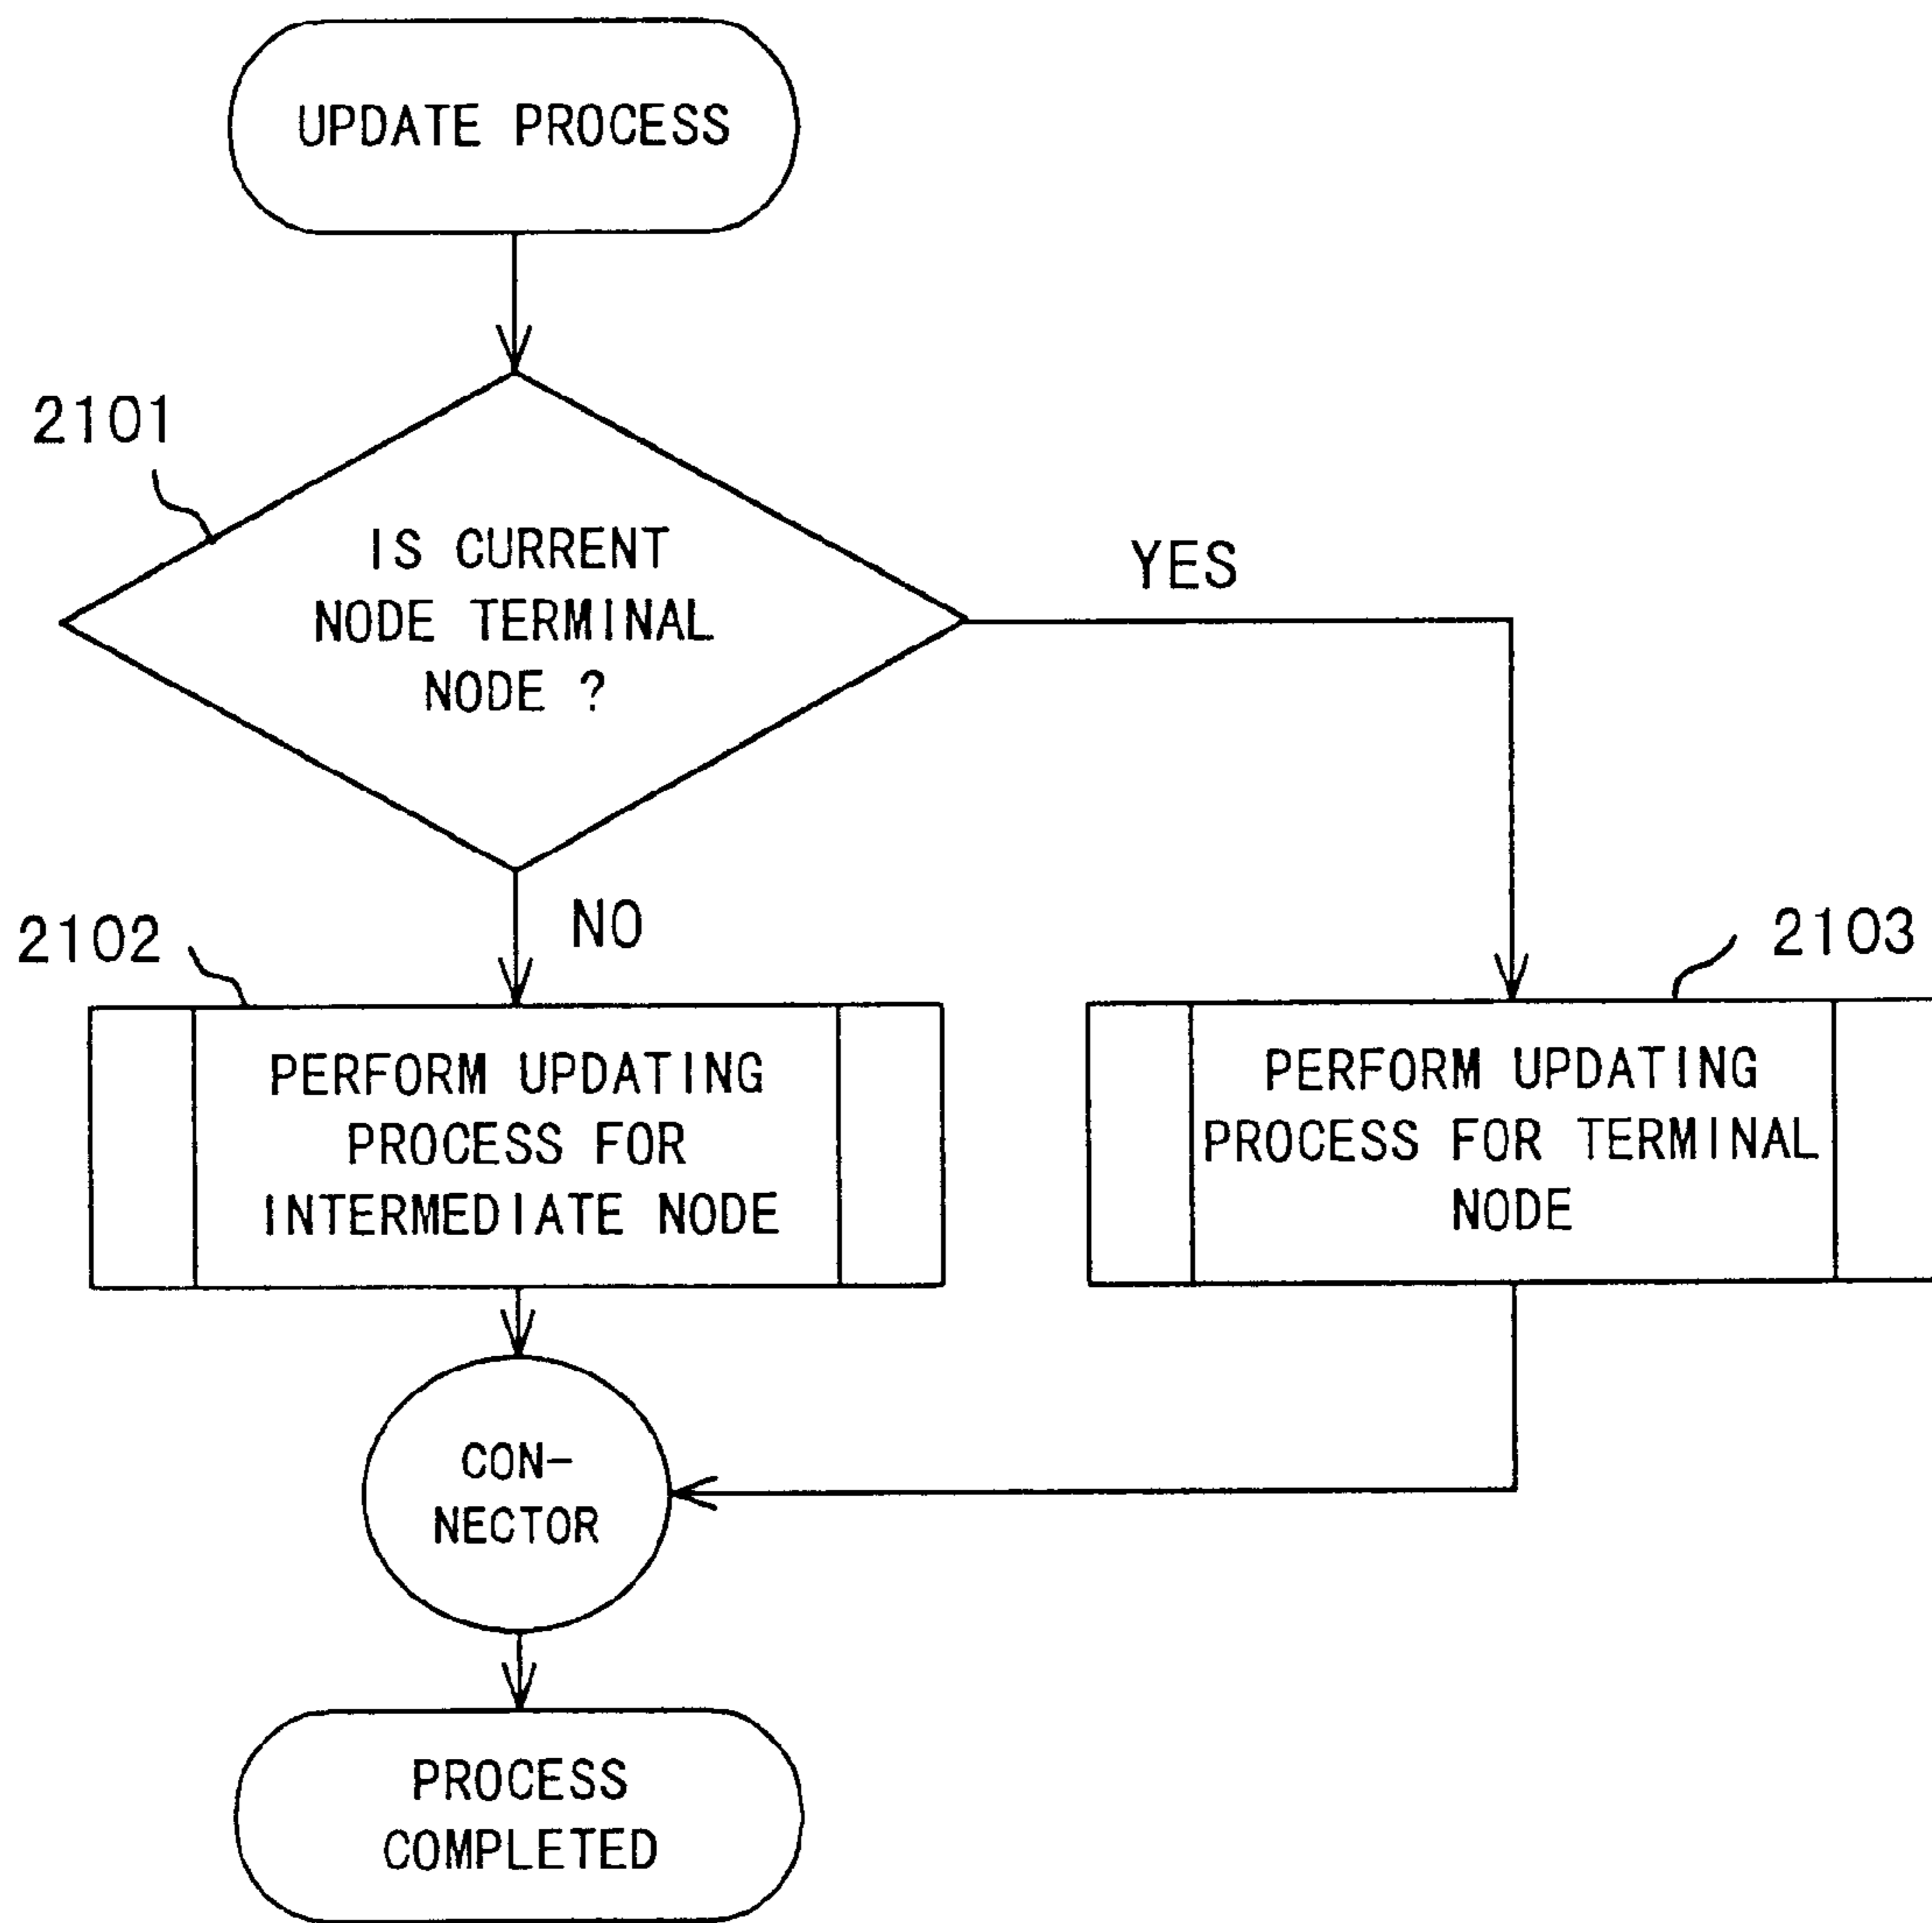 UPDATE PROCESS
2101
IS CURRENT
NODE TERMINAL
NODE ?
YES
NO
2102
PERFORM UPDATING
PROCESS FOR
INTERMEDIATE NODE
2103
PERFORM UPDATING
PROCESS FOR TERMINAL
NODE
CON-
NECTOR
PROCESS
COMPLETED